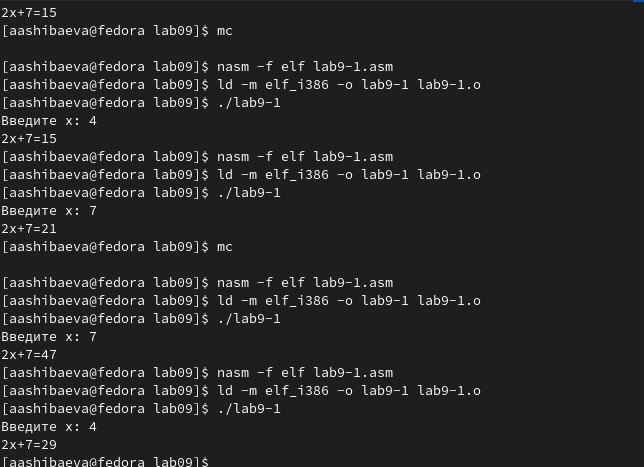 2x+7=15
[aashibaeva@fedora lab09]$ mc
[aashibaeva@fedora lab09]$ nasm -f elf lab9-1.asm
[aashibaeva@fedora lab09]$ ld -m elf_i386 -o lab9-1 lab9-1.o
[aashibaeva@fedora lab09]$ ./lab9-1
Введите x: 4
2x+7=15
[aashibaeva@fedora lab09]$ nasm -f elf lab9-1.asm
[aashibaeva@fedora lab09]$ ld -m elf_i386 -o lab9-1 lab9-1.o
[aashibaeva@fedora lab09]$ ./lab9-1
Введите x: 7
2x+7=21
[aashibaeva@fedora lab09]$ mc
[aashibaeva@fedora lab09]$ nasm -f elf lab9-1.asm
[aashibaeva@fedora lab09]$ ld -m elf_i386 -o lab9-1 lab9-1.o
[aashibaeva@fedora lab09]$ ./lab9-1
Введите x: 7
2x+7=47
[aashibaeva@fedora lab09]$ nasm -f elf lab9-1.asm
[aashibaeva@fedora lab09]$ ld -m elf_i386 -o lab9-1 lab9-1.o
[aashibaeva@fedora lab09]$ ./lab9-1
Введите x: 4
2x+7=29
[aashibaeva@fedora lab09]$